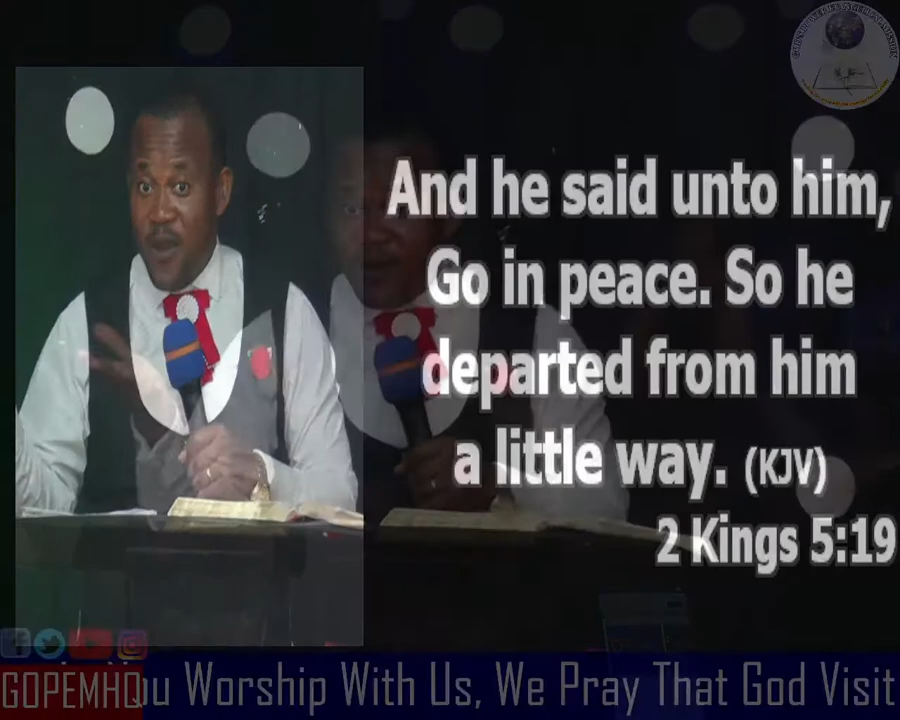 And he said unto him,
Go in peace. So he
departed from him
a little way. (KJV)
2 Kings 5:19
GOPEMHQ
ou Worship With Us, We Pray That God Visit